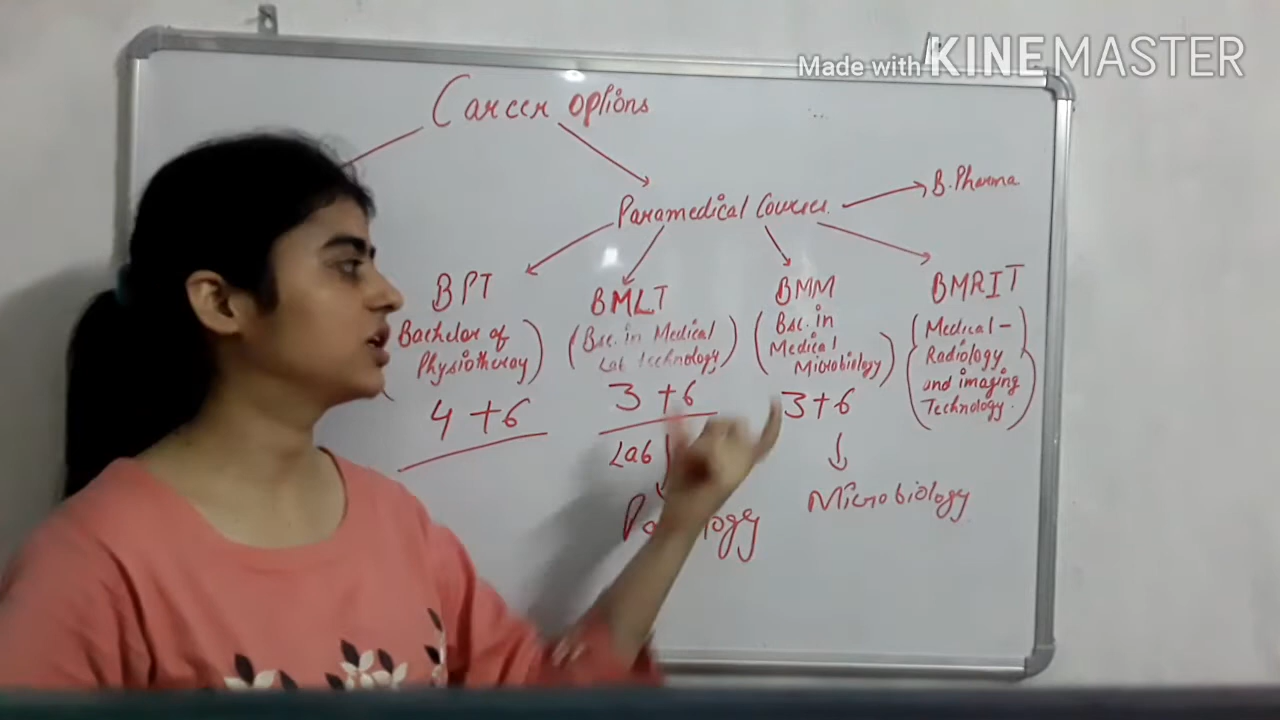 Made with KINEMASTER
Career options
Paramedical Courses
B.Pharma
BPT
(Bachelor of
Physiotheray)
4+6
BMLT
(Bsc. in Medical
Lab technology)
3+6
Lab
BMM
(Bsc. in
Medical
Microbiology)
3+6
Microbiology
BMRIT
(Medical-
Radiology
and imaging
Technology.)